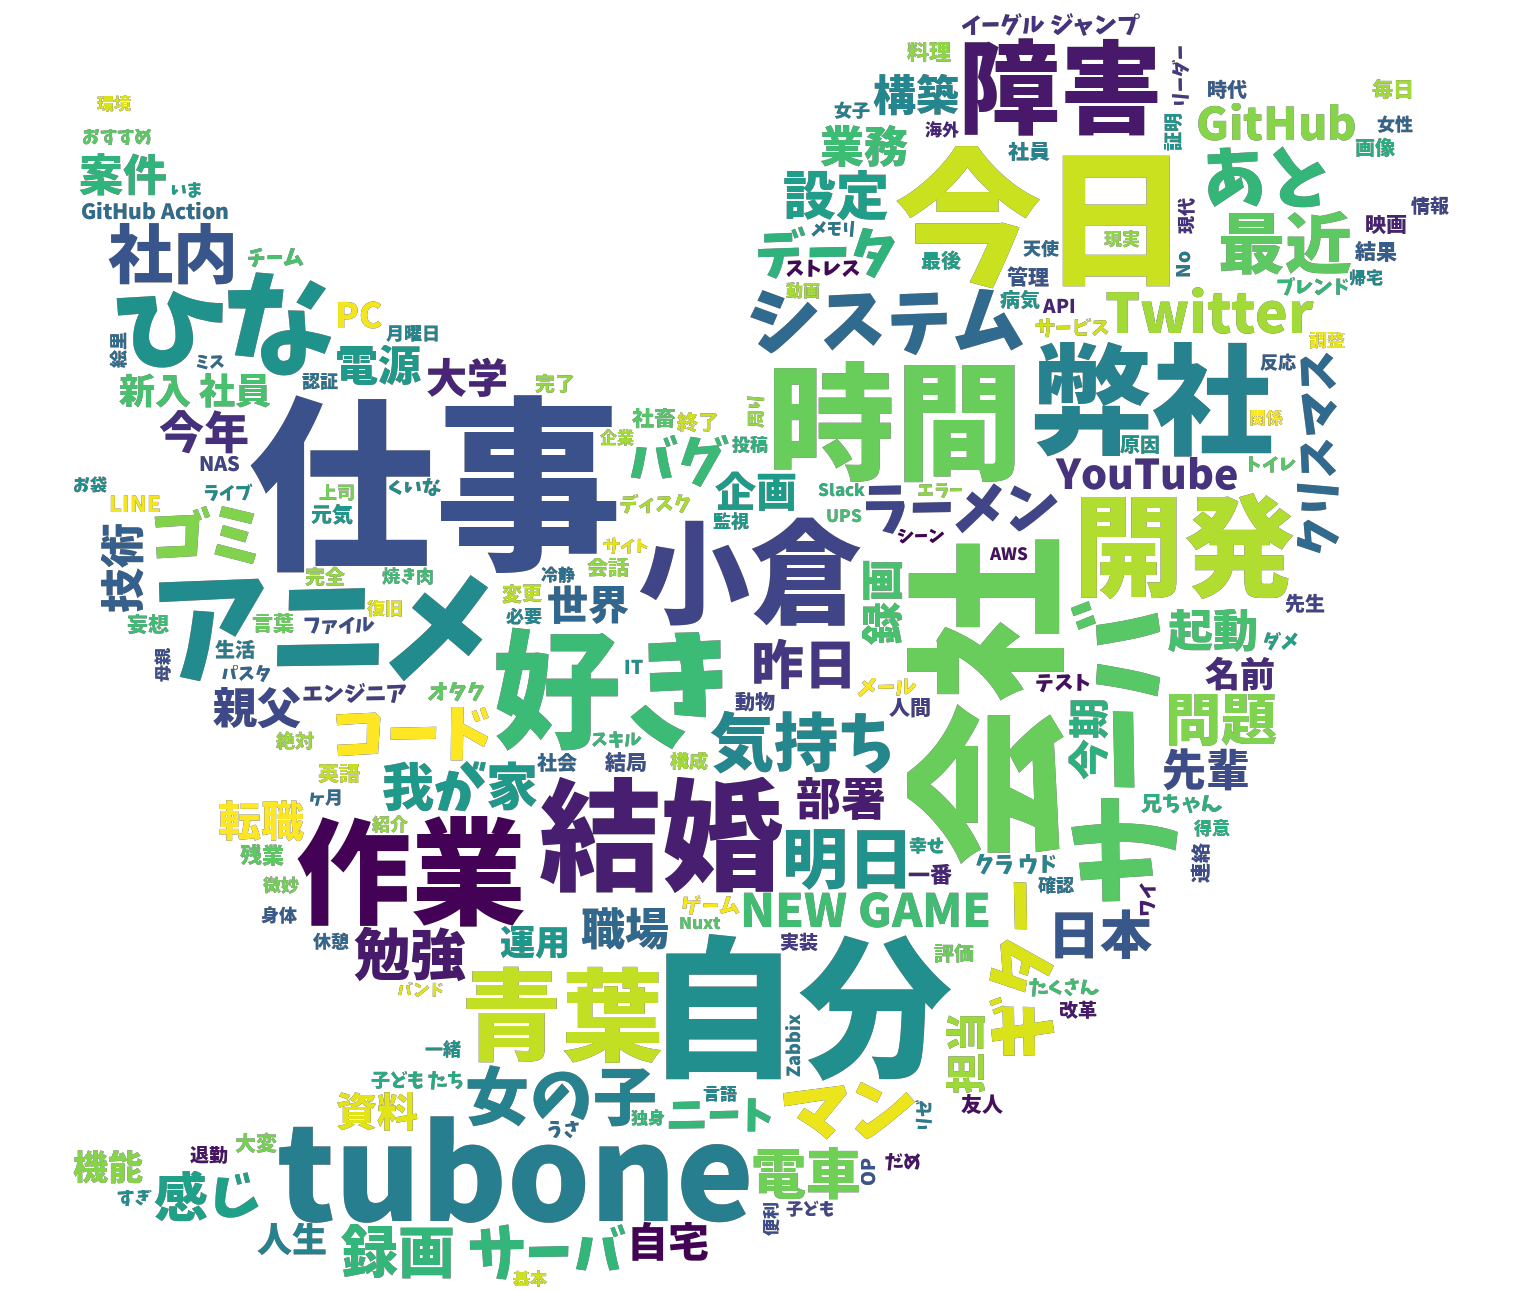 イーグル ジャンプ
料理
障害
リーダー
構築
女子
海外
業務
社員
証明
時代
毎日
GitHub
女性
画像
環境
おすすめ
案件
いま
GitHub Action
社内
チーム
設定
今日
あと
最近
現代
情報
映画
結果
帰宅
ブレンド
メモリ
データ
ストレス
動画
最後
天使
現実
管理
No
病気
API
サービス
Twitter
調整
システム
ひな
絵里
ミス
PC
月曜日
電源
認証
新入 社員
大学
完了
今年
NAS
仕事
社畜
終了
企業
バグ
投稿
時間
弊社
反応
関係
原因
クリスマス
お袋
LINE
ライブ
上司
くいな
元気
ディスク
企画
監視
Slack
エラー
UPS
ラーメン
シーン
YouTube
トイレ
技術
ゴミ
サイト
小倉
AWS
開発
完全
焼き肉
冷静
会話
変更
復旧
必要
世界
録画
会社
サーバ
先生
アニメ
妄想
言葉
ファイル
生活
パスタ
母親
IT
好き
昨日
起動
ダメ
名前
親父
エンジニア
オタク
動物
メール
人間
テスト
今期
問題
絶対
コード
スキル
気持ち
先輩
英語
社会
結局
構成
ケ月
我が家
転職
紹介
作業
結婚
部署
兄ちゃん
得意
残業
明日
幸せ
クラ ウド
連絡
微妙
一番
確認
身体
ゲーム
NEW GAME
Nuxt
ワイ
休憩
勉強
運用
職場
実装
評価
ギター
日本
バンド
青葉
自分
たくさん
改革
Zabbix
担当
一緒
子どもたち
女の子
言語
友人
資料
うさ
独身
ニート
マン
大変
退勤
機能
すぎ
感じ
tubone
電車
OP
だめ
便利
子ども
人生
録画 サーバ
自宅
基本